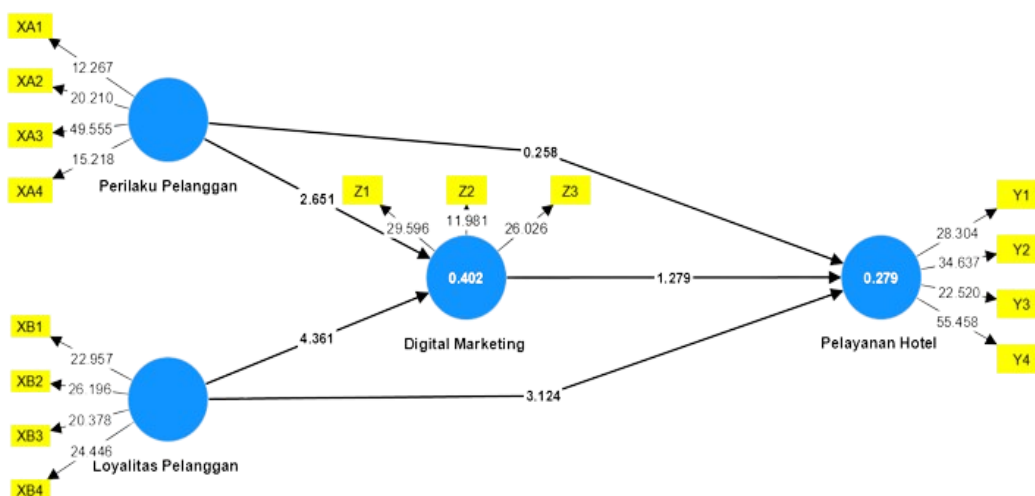 XA1
12.267
XA2
20.210
XA3
49.555
15.218
XA4
Perilaku Pelanggan
0.258
2.651
Z1
Z2
Z3
29.596
11.981
26.026
0.402
Digital Marketing
1.279
4.361
3.124
Y1
28.304
Y2
34.637
0.279
22.520
Y3
55.458
Y4
Pelayanan Hotel
XB1
22.957
XB2
26.196
20.378
XB3
24.446
XB4
Loyalitas Pelanggan